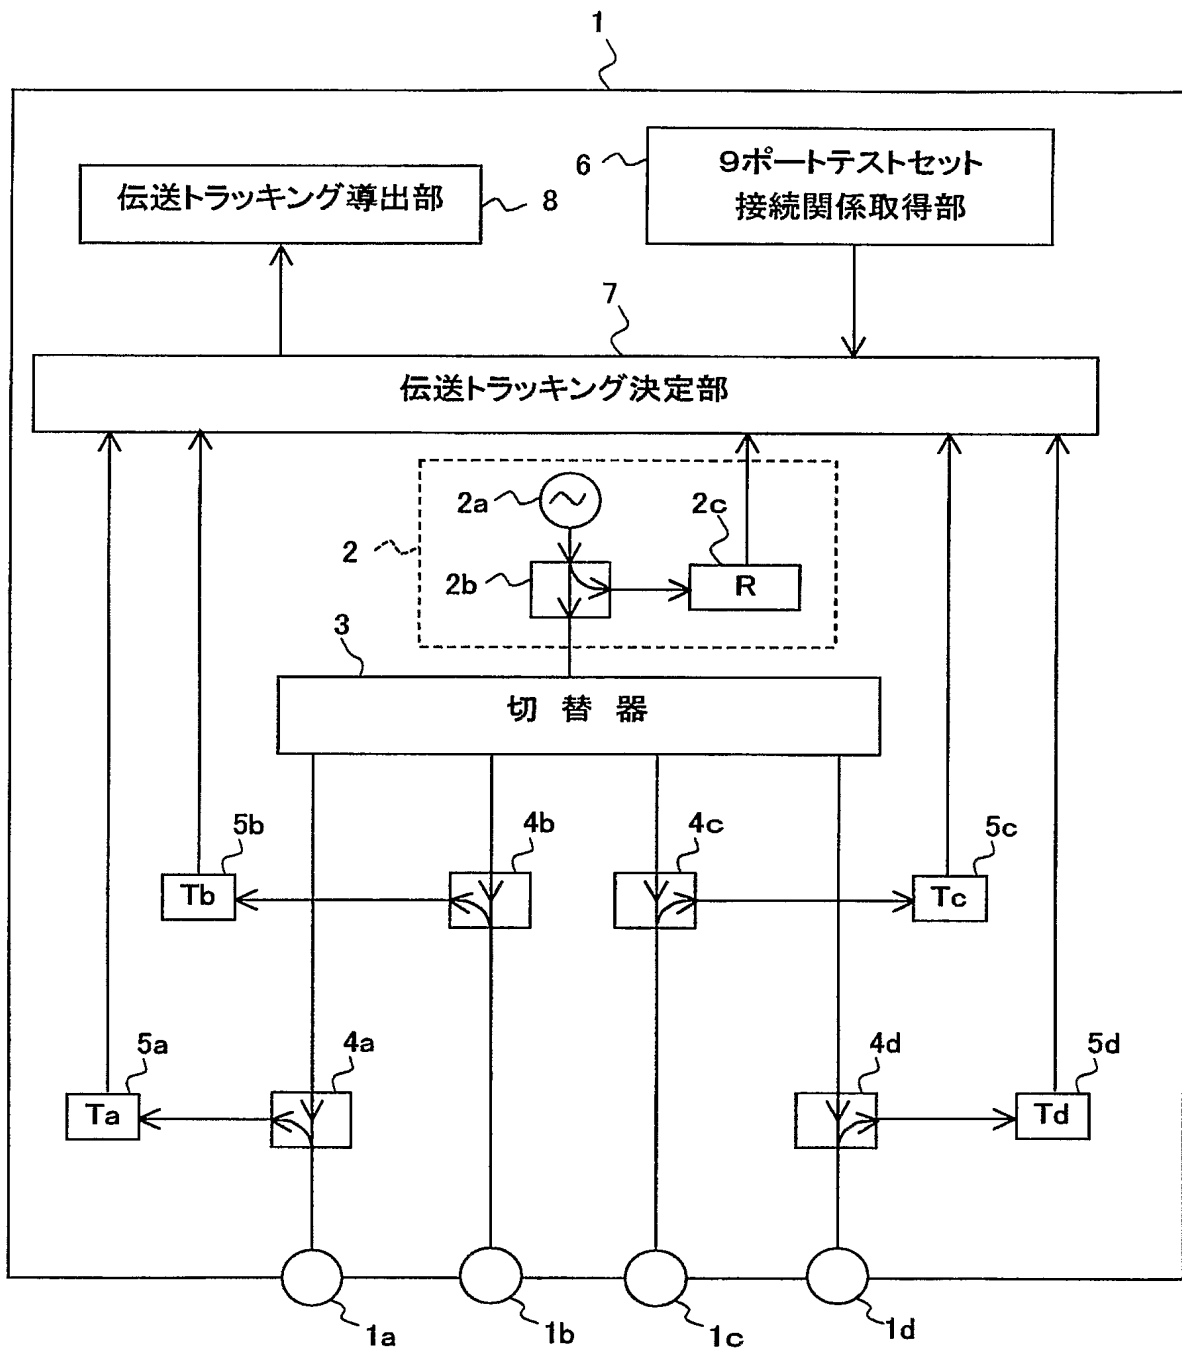 1
6
9ポートテストセット
接続関係取得部
伝送トラッキング導出部
8
7
伝送トラッキング決定部
2a
2c
2
2b
R
3
切替器
5b
4b
4c
5c
Tb
Tc
5a
4a
4d
5d
Ta
Td
1a
1b
1c
1d